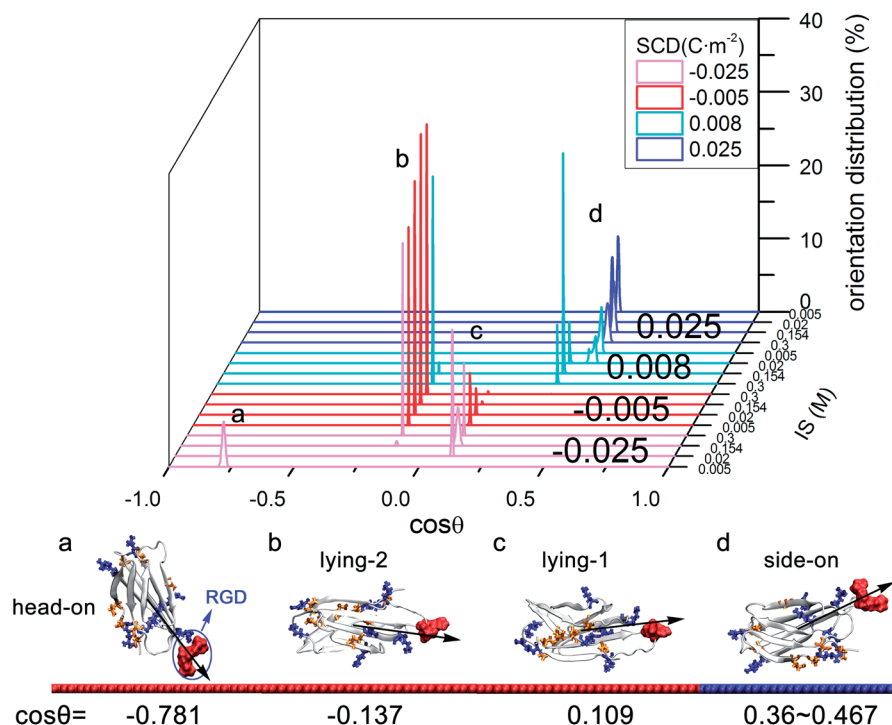 40
30
20
10
0
orientation distribution (%)
SCD(C·m-2)
-0.025
-0.005
0.008
0.025
b
d
c
a
0.025
0.008
-0.005
-0.025
0.005
0.02
0.154
0.3
0.005
0.02
0.154
0.3
0.005
0.02
0.154
0.3
0.3
0.154
0.02
0.005
IS (M)
-1.0 -0.5 0.0 0.5 1.0
cosθ
a b c d
head-on lying-2 lying-1 side-on
RGD
cosθ= -0.781 -0.137 0.109 0.36~0.467